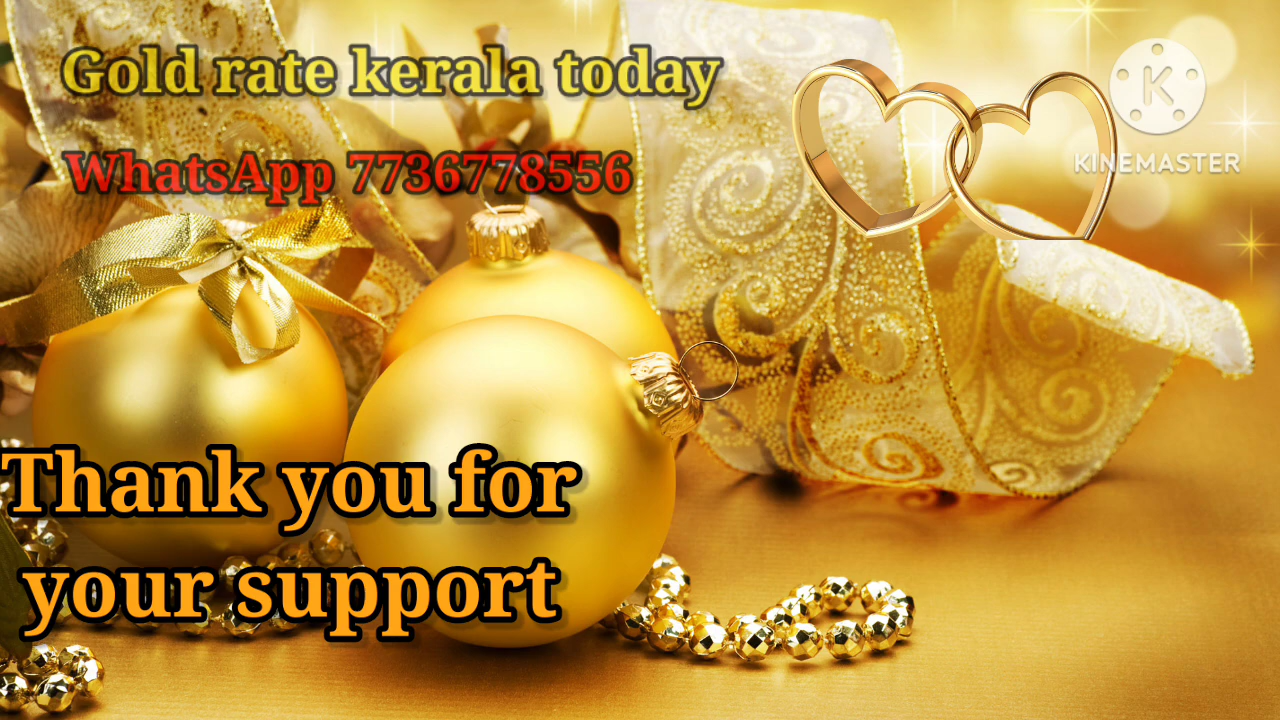 Gold rate kerala today
WhatsApp 7736778556
K
KINEMASTER
Thank you for
your support